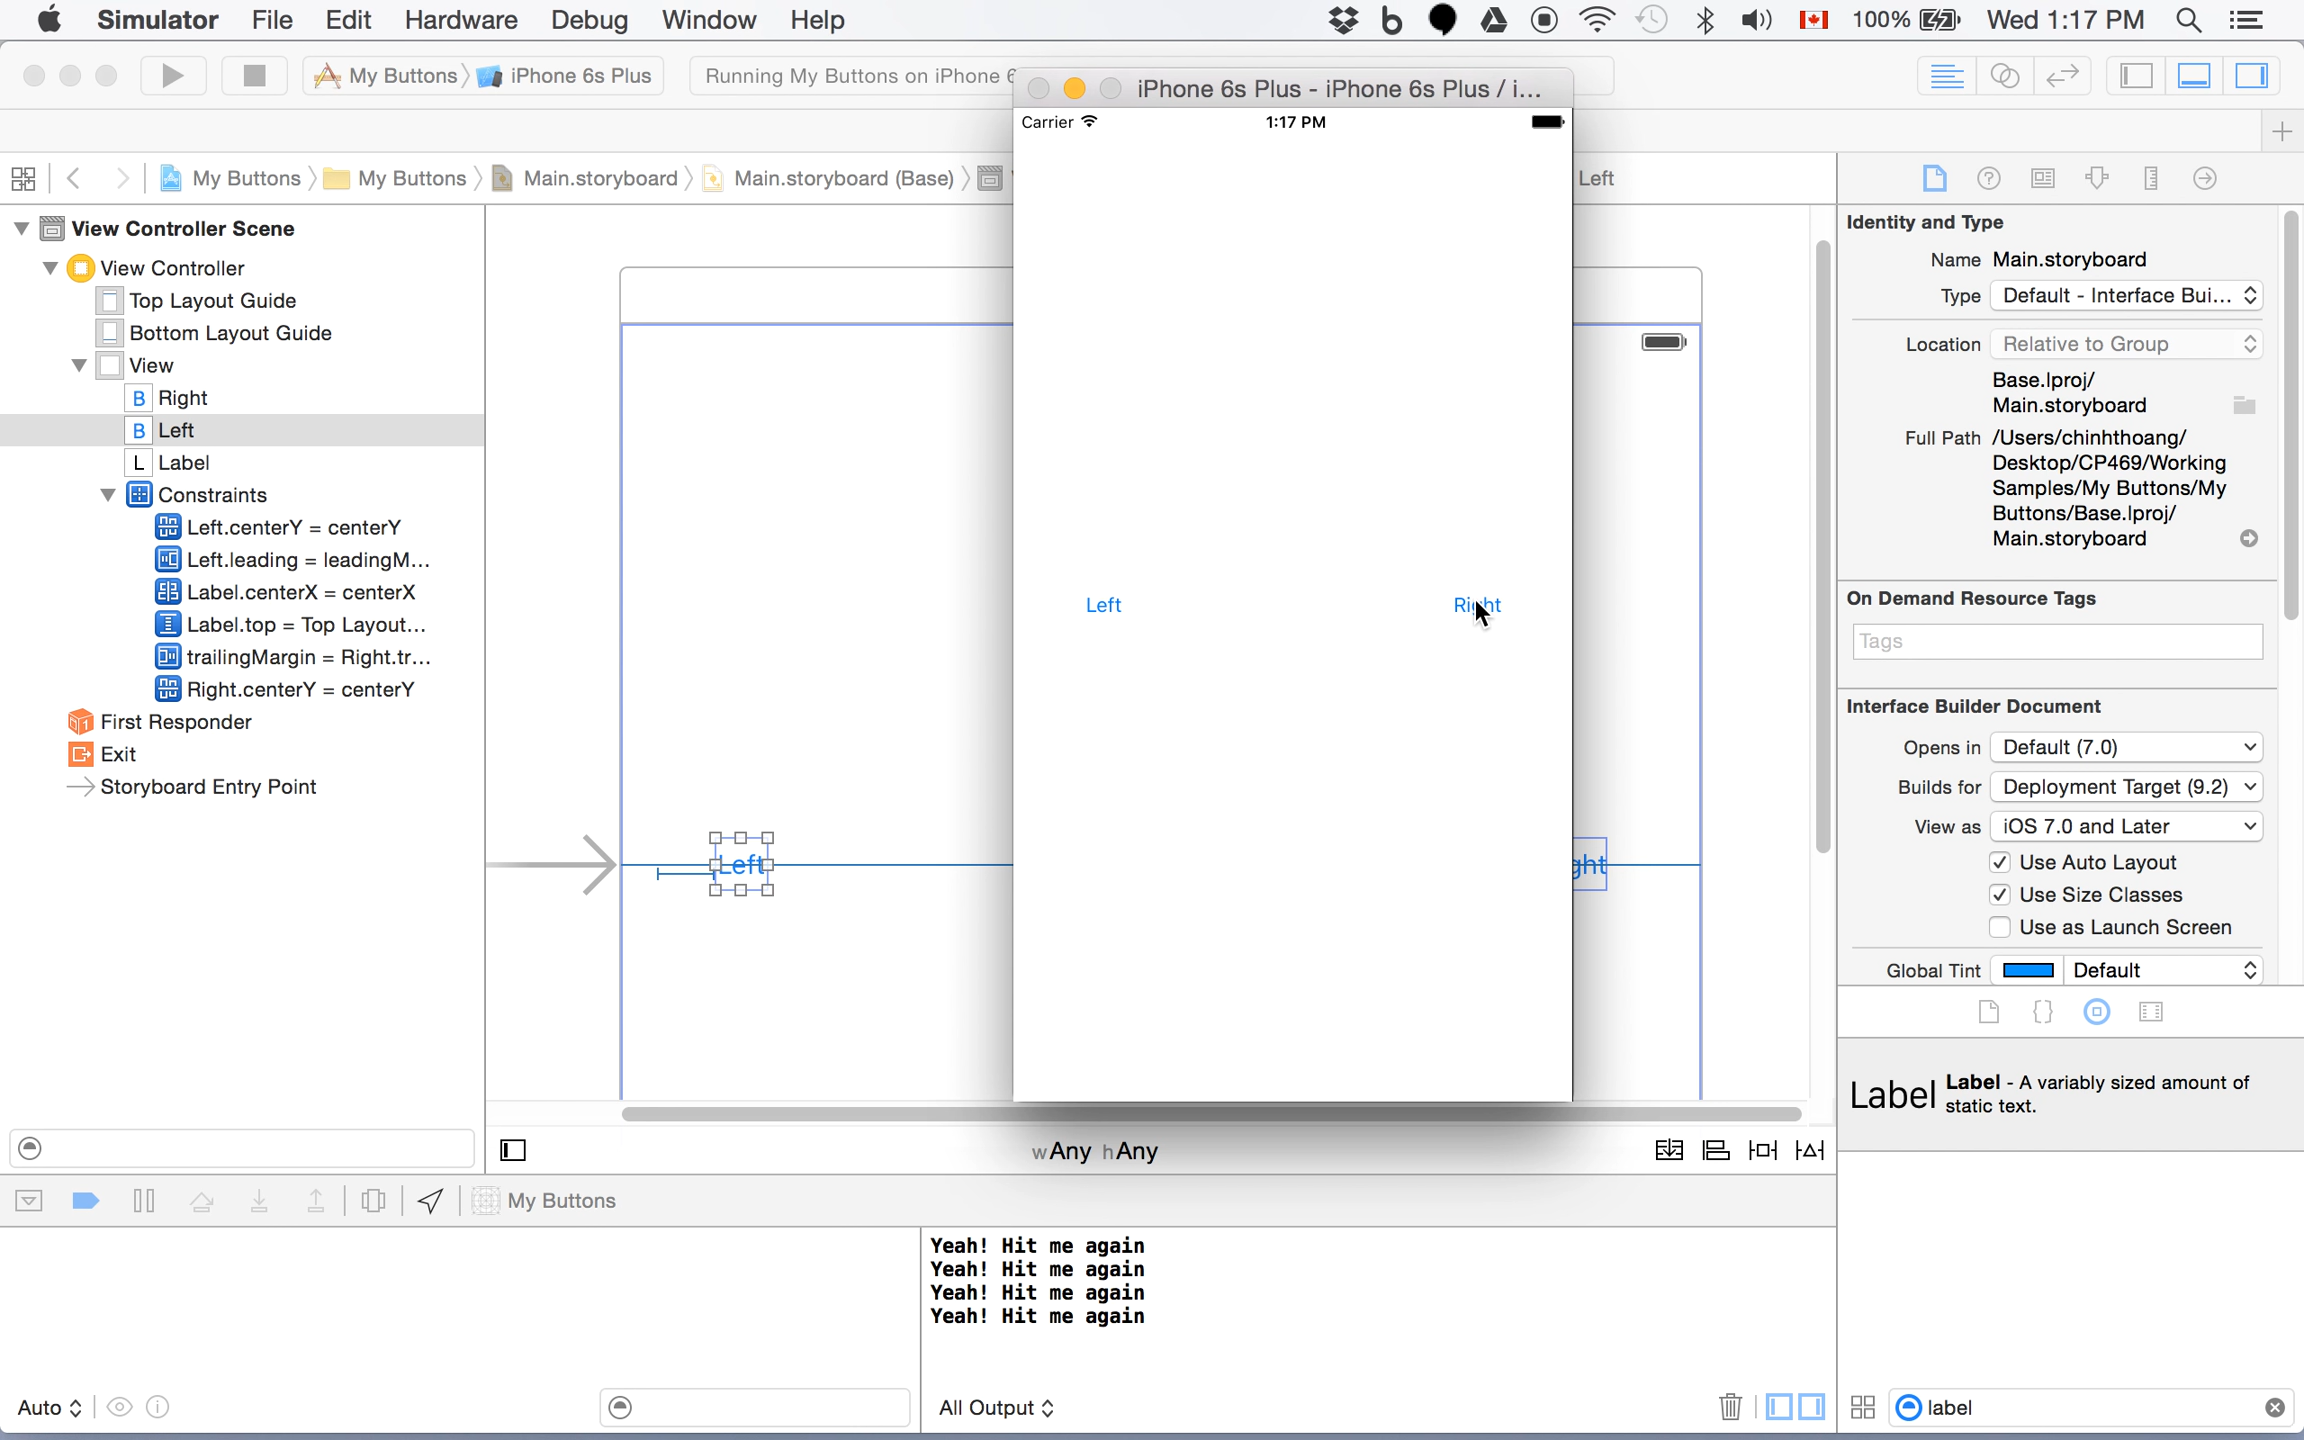 Simulator File Edit Hardware Debug Window Help 100% Wed 1:17 PM
My Buttons iPhone 6s Plus Running My Buttons on iPhone 6
iPhone 6s Plus - iPhone 6s Plus / i...
Carrier 1:17 PM
My Buttons My Buttons Main.storyboard Main.storyboard (Base) Left
View Controller Scene
View Controller
Top Layout Guide
Bottom Layout Guide
View
B Right
B Left
L Label
Constraints
Left.centerY = centerY
Left.leading = leadingM...
Label.centerX = centerX
Label.top = Top Layout...
trailingMargin = Right.tr...
Right.centerY = centerY
First Responder
Exit
Storyboard Entry Point
Left
ght
Left Right
wAny hAny
Identity and Type
Name Main.storyboard
Type Default - Interface Bui...
Location Relative to Group
Base.lproj/
Main.storyboard
Full Path /Users/chinhthoang/
Desktop/CP469/Working
Samples/My Buttons/My
Buttons/Base.lproj/
Main.storyboard
On Demand Resource Tags
Tags
Interface Builder Document
Opens in Default (7.0)
Builds for Deployment Target (9.2)
View as iOS 7.0 and Later
Use Auto Layout
Use Size Classes
Use as Launch Screen
Global Tint Default
{}
Label Label - A variably sized amount of
static text.
My Buttons
Yeah! Hit me again
Yeah! Hit me again
Yeah! Hit me again
Yeah! Hit me again
Auto All Output label